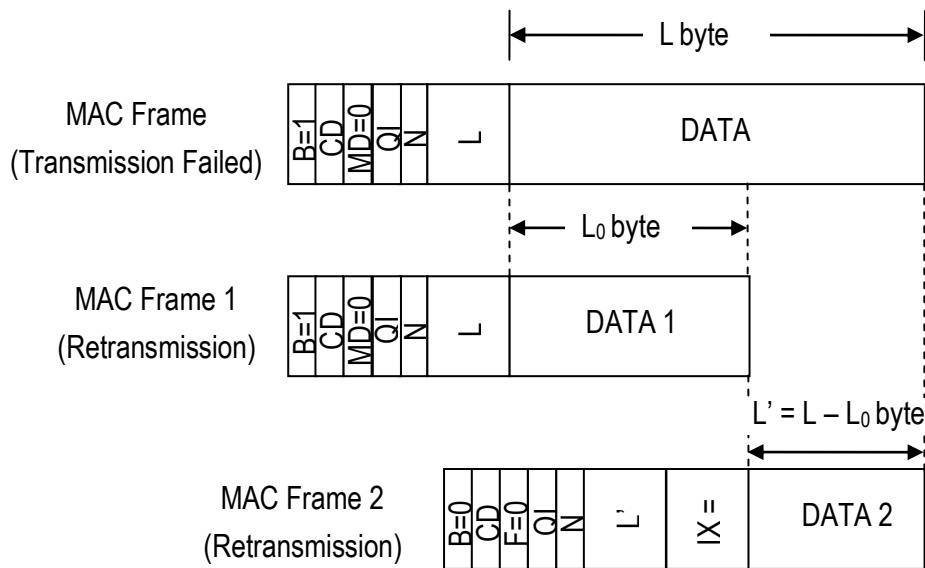 L byte
MAC Frame
(Transmission Failed)
B=1
CD
MD=0
QI
N
L
DATA
L₀ byte
MAC Frame 1
(Retransmission)
B=1
CD
MD=0
QI
N
L
DATA 1
L’ = L – L₀ byte
MAC Frame 2
(Retransmission)
B=0
CD
F=0
QI
N
L’
IX =
DATA 2